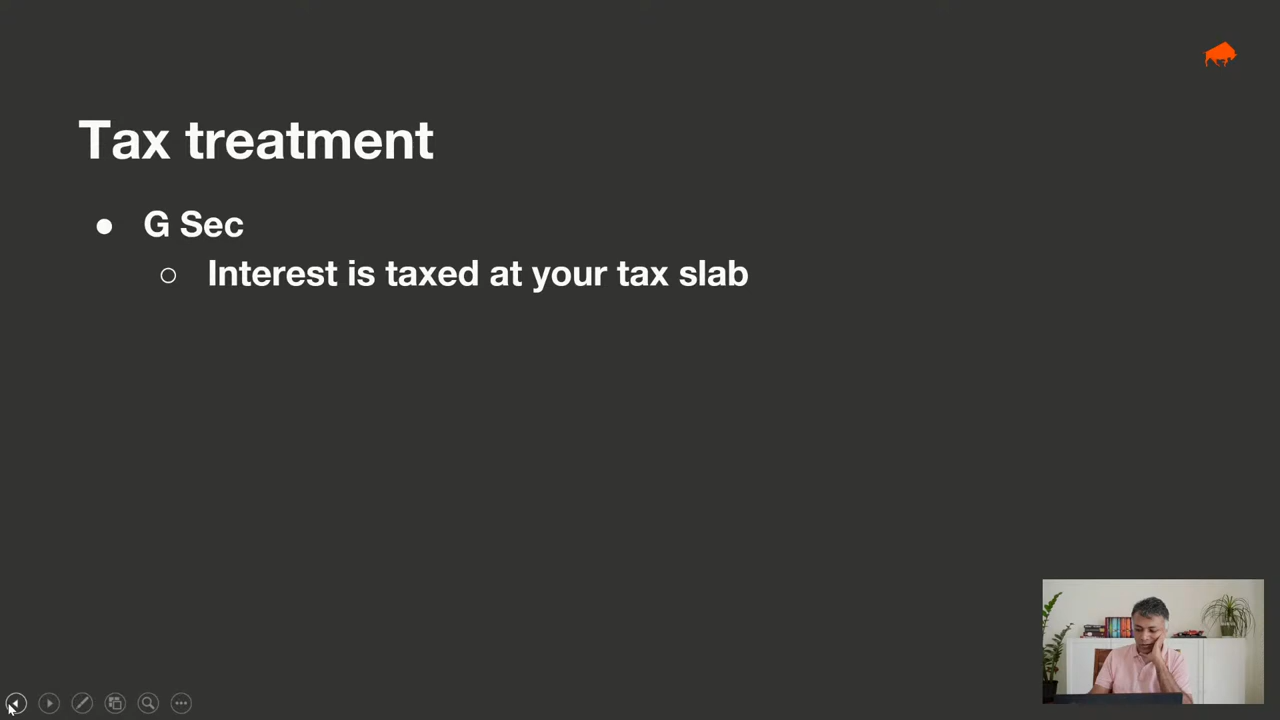 Tax treatment
● G Sec
○ Interest is taxed at your tax slab